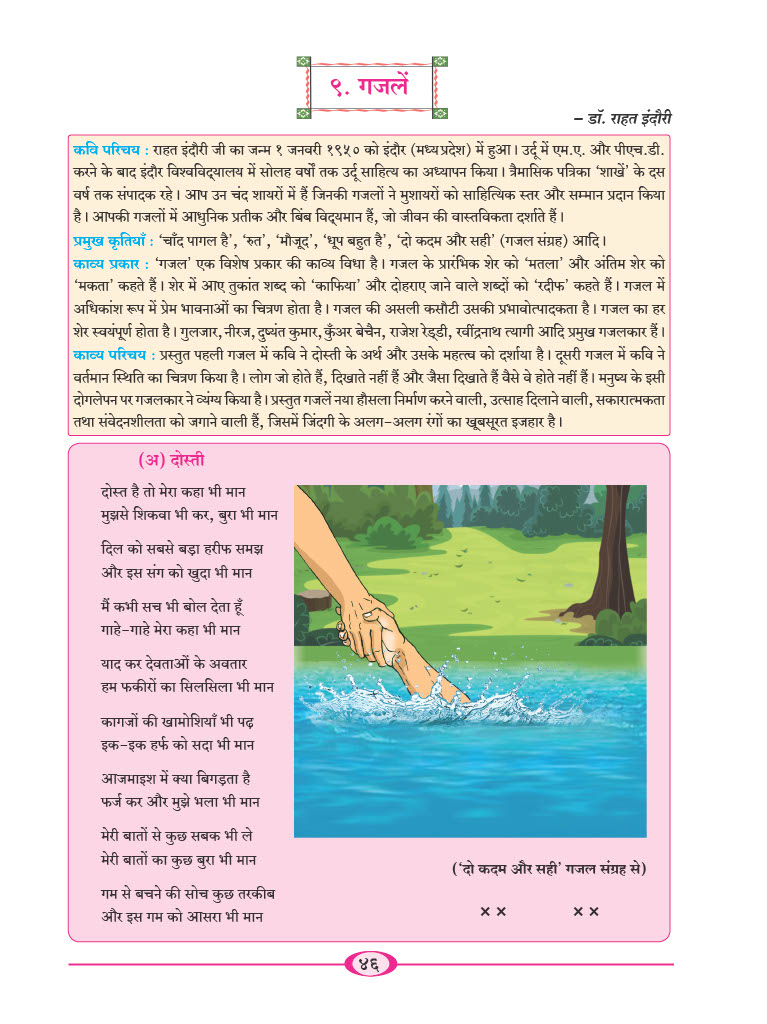 ९. गजलें
– डॉ. राहत इंदौरी
कवि परिचय : राहत इंदौरी जी का जन्म १ जनवरी १९५० को इंदौर (मध्यप्रदेश) में हुआ। उर्दू में एम.ए. और पीएच.डी.
करने के बाद इंदौर विश्वविद्यालय में सोलह वर्षों तक उर्दू साहित्य का अध्यापन किया। त्रैमासिक पत्रिका ‘शाखें’ के दस
वर्ष तक संपादक रहे। आप उन चंद शायरों में हैं जिनकी गजलों ने मुशायरों को साहित्यिक स्तर और सम्मान प्रदान किया
है। आपकी गजलों में आधुनिक प्रतीक और बिंब विद्यमान हैं, जो जीवन की वास्तविकता दर्शाते हैं।
प्रमुख कृतियाँ : ‘चाँद पागल है’, ‘रुत’, ‘मौजूद’, ‘धूप बहुत है’, ‘दो कदम और सही’ (गजल संग्रह) आदि।
काव्य प्रकार : ‘गजल’ एक विशेष प्रकार की काव्य विधा है। गजल के प्रारंभिक शेर को ‘मतला’ और अंतिम शेर को
‘मकता’ कहते हैं। शेर में आए तुकांत शब्द को ‘काफिया’ और दोहराए जाने वाले शब्दों को ‘रदीफ’ कहते हैं। गजल में
अधिकांश रूप में प्रेम भावनाओं का चित्रण होता है। गजल की असली कसौटी उसकी प्रभावोत्पादकता है। गजल का हर
शेर स्वयंपूर्ण होता है। गुलजार, नीरज, दुष्यंत कुमार, कुँअर बेचैन, राजेश रेड्डी, रवींद्रनाथ त्यागी आदि प्रमुख गजलकार हैं।
काव्य परिचय : प्रस्तुत पहली गजल में कवि ने दोस्ती के अर्थ और उसके महत्त्व को दर्शाया है। दूसरी गजल में कवि ने
वर्तमान स्थिति का चित्रण किया है। लोग जो होते हैं, दिखाते नहीं हैं और जैसा दिखाते हैं वैसे वे होते नहीं हैं। मनुष्य के इसी
दोगलेपन पर गजलकार ने व्यंग्य किया है। प्रस्तुत गजलें नया हौसला निर्माण करने वाली, उत्साह दिलाने वाली, सकारात्मकता
तथा संवेदनशीलता को जगाने वाली हैं, जिसमें जिंदगी के अलग-अलग रंगों का खूबसूरत इजहार है।
(अ) दोस्ती
दोस्त है तो मेरा कहा भी मान
मुझसे शिकवा भी कर, बुरा भी मान
दिल को सबसे बड़ा हरीफ समझ
और इस संग को खुदा भी मान
मैं कभी सच भी बोल देता हूँ
गाहे-गाहे मेरा कहा भी मान
याद कर देवताओं के अवतार
हम फकीरों का सिलसिला भी मान
कागजों की खामोशियाँ भी पढ़
इक-इक हर्फ को सदा भी मान
आजमाइश में क्या बिगड़ता है
फर्ज कर और मुझे भला भी मान
मेरी बातों से कुछ सबक भी ले
मेरी बातों का कुछ बुरा भी मान
गम से बचने की सोच कुछ तरकीब
और इस गम को आसरा भी मान
(‘दो कदम और सही’ गजल संग्रह से)
× × × ×
४६